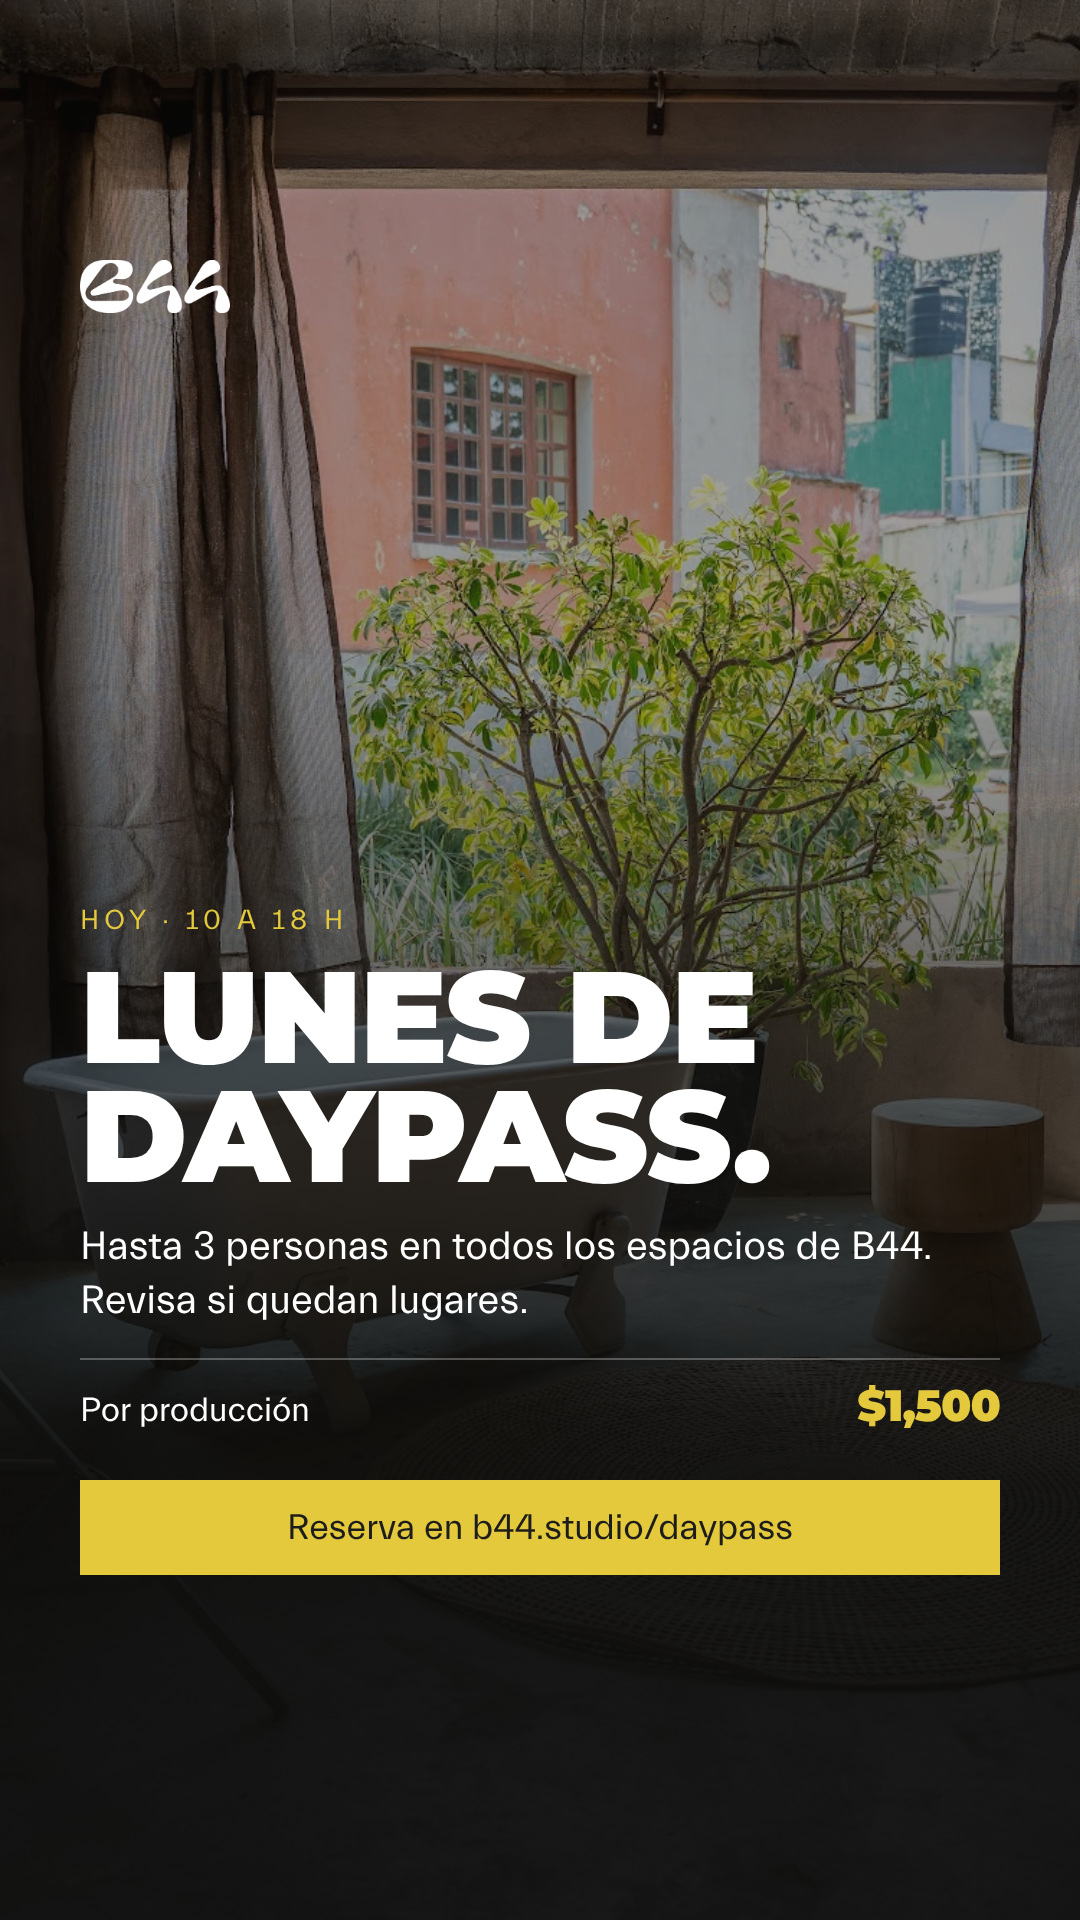 B44
HOY · 10 A 18 H
LUNES DE
DAYPASS.
Hasta 3 personas en todos los espacios de B44.
Revisa si quedan lugares.
Por producción
$1,500
Reserva en b44.studio/daypass